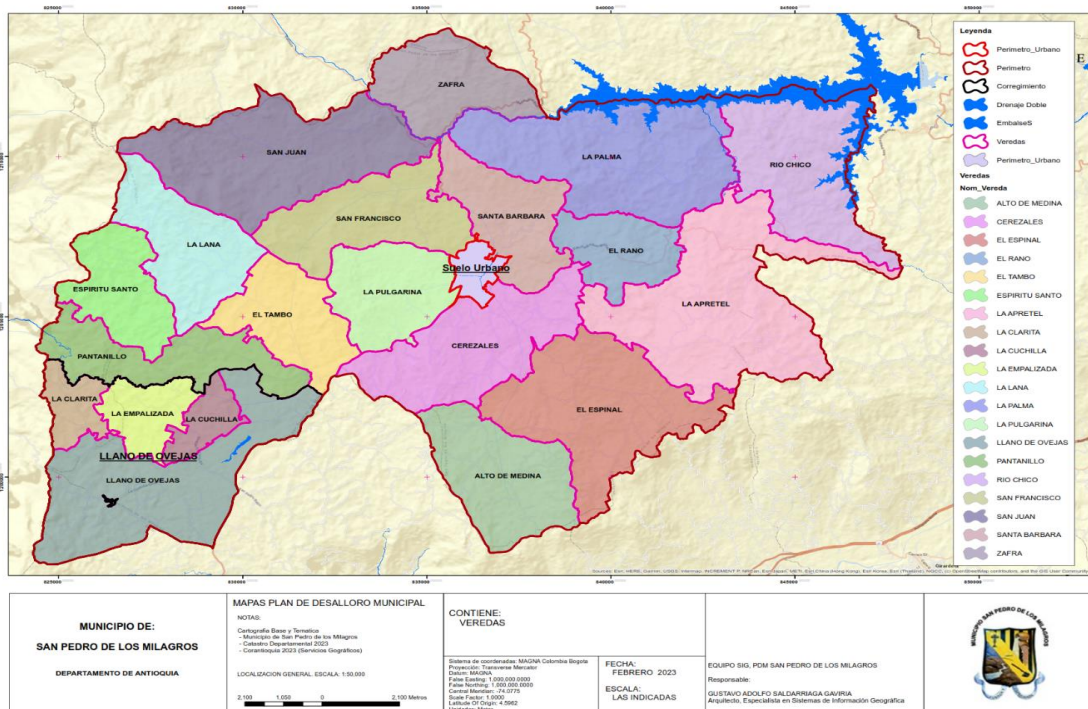 825000 830000 835000 840000 845000 850000
ZAFRA
SAN JUAN
LA PALMA
RIO CHICO
SAN FRANCISCO
SANTA BARBARA
LA LANA
EL RANO
Suelo Urbano
ESPIRITU SANTO
LA PULGARINA
LA APRETEL
EL TAMBO
CEREZALES
PANTANILLO
LA CLARITA
LA EMPALIZADA
LA CUCHILLA
EL ESPINAL
LLANO DE OVEJAS
LLANO DE OVEJAS
ALTO DE MEDINA
Leyenda
Perimetro_Urbano
Perimetro
Corregimiento
Drenaje Doble
EmbalseS
Veredas
Perimetro_Urbano
Veredas
Nom_Vereda
ALTO DE MEDINA
CEREZALES
EL ESPINAL
EL RANO
EL TAMBO
ESPIRITU SANTO
LA APRETEL
LA CLARITA
LA CUCHILLA
LA EMPALIZADA
LA LANA
LA PALMA
LA PULGARINA
LLANO DE OVEJAS
PANTANILLO
RIO CHICO
SAN FRANCISCO
SAN JUAN
SANTA BARBARA
ZAFRA
E
825000 830000 835000 840000 845000 850000
MUNICIPIO DE:
SAN PEDRO DE LOS MILAGROS
DEPARTAMENTO DE ANTIOQUIA
MAPAS PLAN DE DESALLORO MUNICIPAL
NOTAS:
Cartografia Base y Tematica
- Municipio de San Pedro de los Milagros
- Catastro Departamental 2023
- Corantioquia 2023 (Servicios Gográficos)
LOCALIZACION GENERAL, ESCALA: 1:50,000
2,100 1,050 0 2,100 Metros
CONTIENE:
VEREDAS
Sistema de coordenadas: MAGNA Colombia Bogota
Proyección: Transverse Mercator
Datum: MAGNA
False Easting: 1,000,000.0000
False Northing: 1,000,000.0000
Central Meridian: -74.0775
Scale Factor: 1.0000
Latitude Of Origin: 4.5962
FECHA:
FEBRERO 2023
ESCALA:
LAS INDICADAS
EQUIPO SIG, PDM SAN PEDRO DE LOS MILAGROS
Responsable:
GUSTAVO ADOLFO SALDARRIAGA GAVIRIA
Arquitecto, Especialista en Sistemas de Información Geográfica
MUNICIPIO SAN PEDRO DE LOS MILAGROS